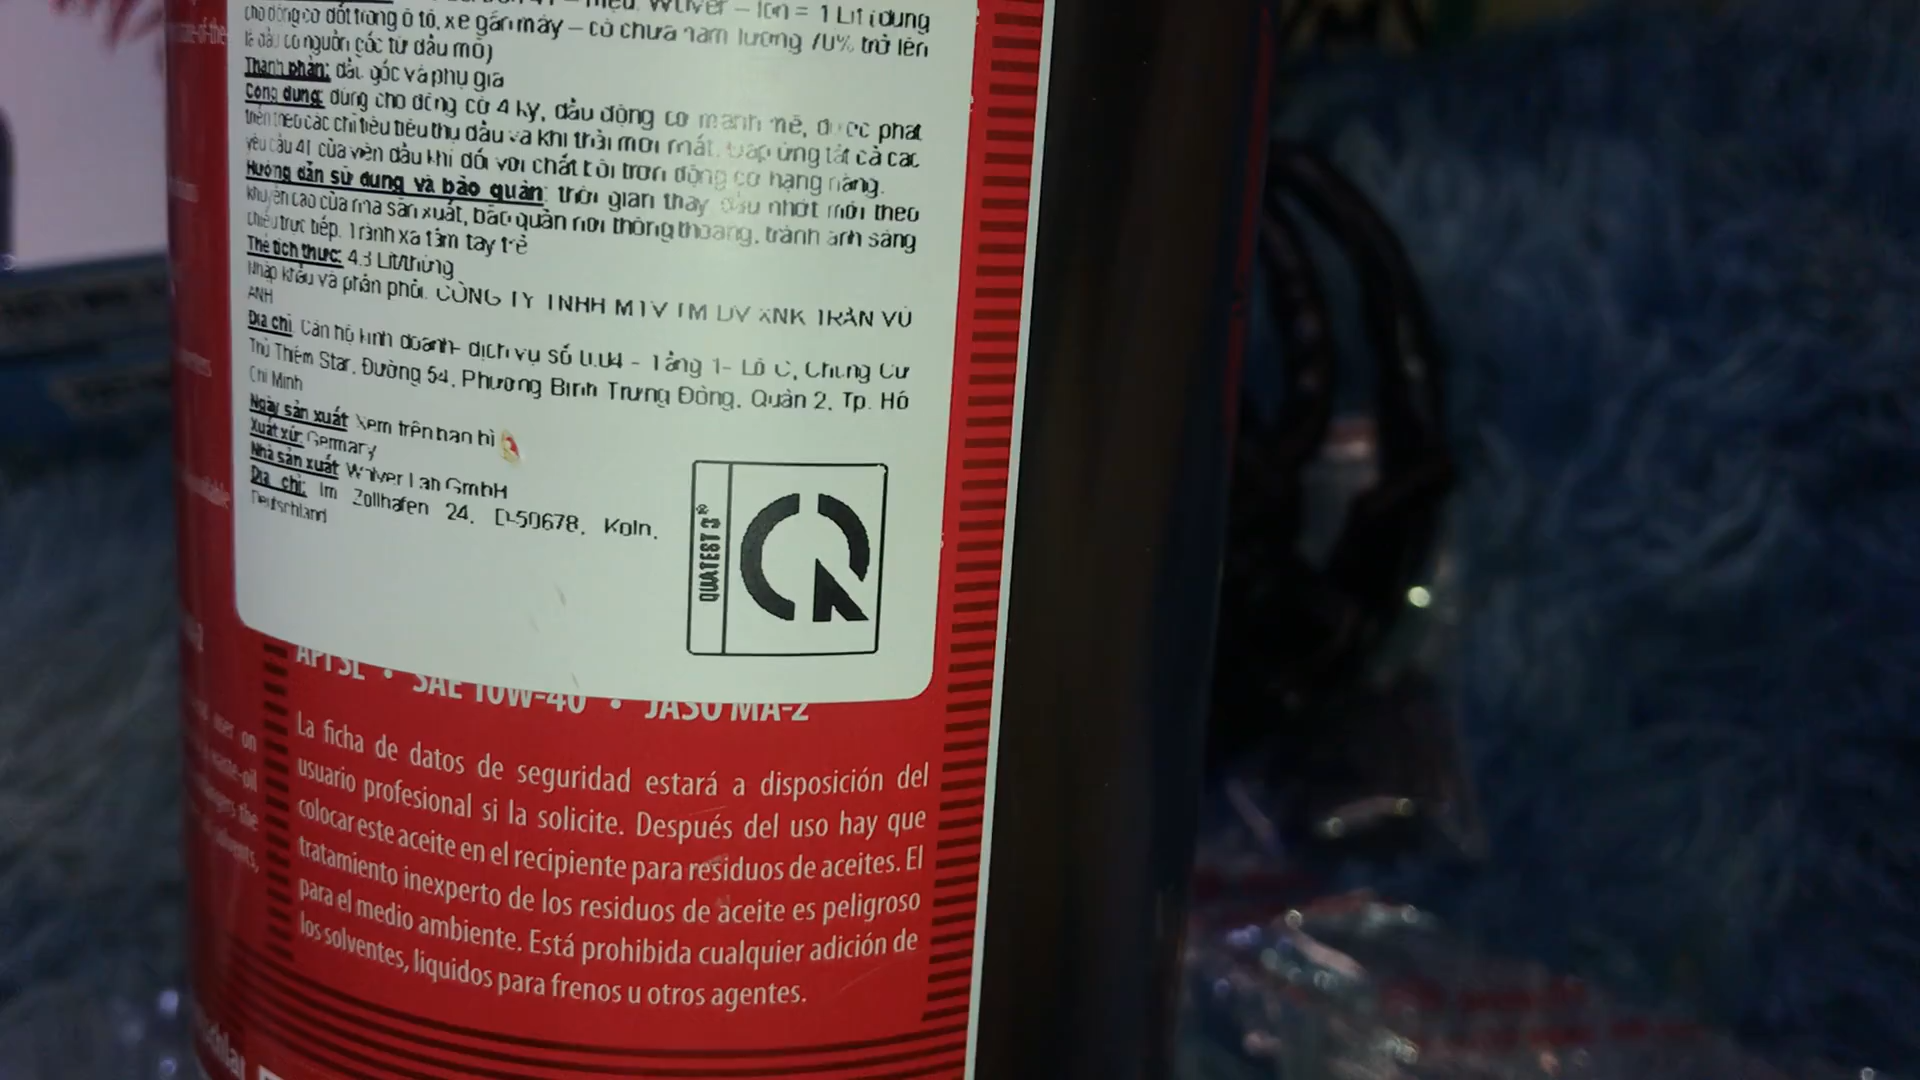 = 1 Lít (dùng
cho động cơ đốt trong ô tô, xe gắn máy – có chứa hàm lượng 70% trở lên
là dầu có nguồn gốc từ dầu mỏ)
Thành phần: dầu gốc và phụ gia
Công dụng: dùng cho động cơ 4 kỳ, dầu động cơ mạnh mẽ, được phát
triển theo các chỉ tiêu tiêu thụ dầu và khí thải mới nhất. Đáp ứng tất cả các
yêu cầu 4T của viện dầu khí đối với chất bôi trơn động cơ hạng nặng.
Hướng dẫn sử dụng và bảo quản: thời gian thay dầu nhớt mới theo
khuyến cáo của nhà sản xuất, bảo quản nơi thông thoáng, tránh ánh sáng
chiếu trực tiếp. Tránh xa tầm tay trẻ
Thể tích thực: 4.3 Lít/thùng
Nhập khẩu và phân phối: CÔNG TY TNHH MTV TM DV XNK TRẦN VŨ
ANH
Địa chỉ: Căn hộ kinh doanh- dịch vụ số 0.04 - Tầng 1- Lô C, Chung Cư
Thủ Thiêm Star, Đường 54, Phường Bình Trưng Đông, Quận 2, Tp. Hồ
Chí Minh
Ngày sản xuất: Xem trên bao bì
Xuất xứ: Germany
Nhà sản xuất: Wolver Lab GmbH
Địa chỉ: Im Zollhafen 24, D-50678, Koln,
Deutschland
QUATEST 3®
API SL • SAE 10W-40 • JASO MA-2
La ficha de datos de seguridad estará a disposición del
usuario profesional si la solicite. Después del uso hay que
colocar este aceite en el recipiente para residuos de aceites. El
tratamiento inexperto de los residuos de aceite es peligroso
para el medio ambiente. Está prohibida cualquier adición de
los solventes, liquidos para frenos u otros agentes.
user on
waste-oil
the
solvents,